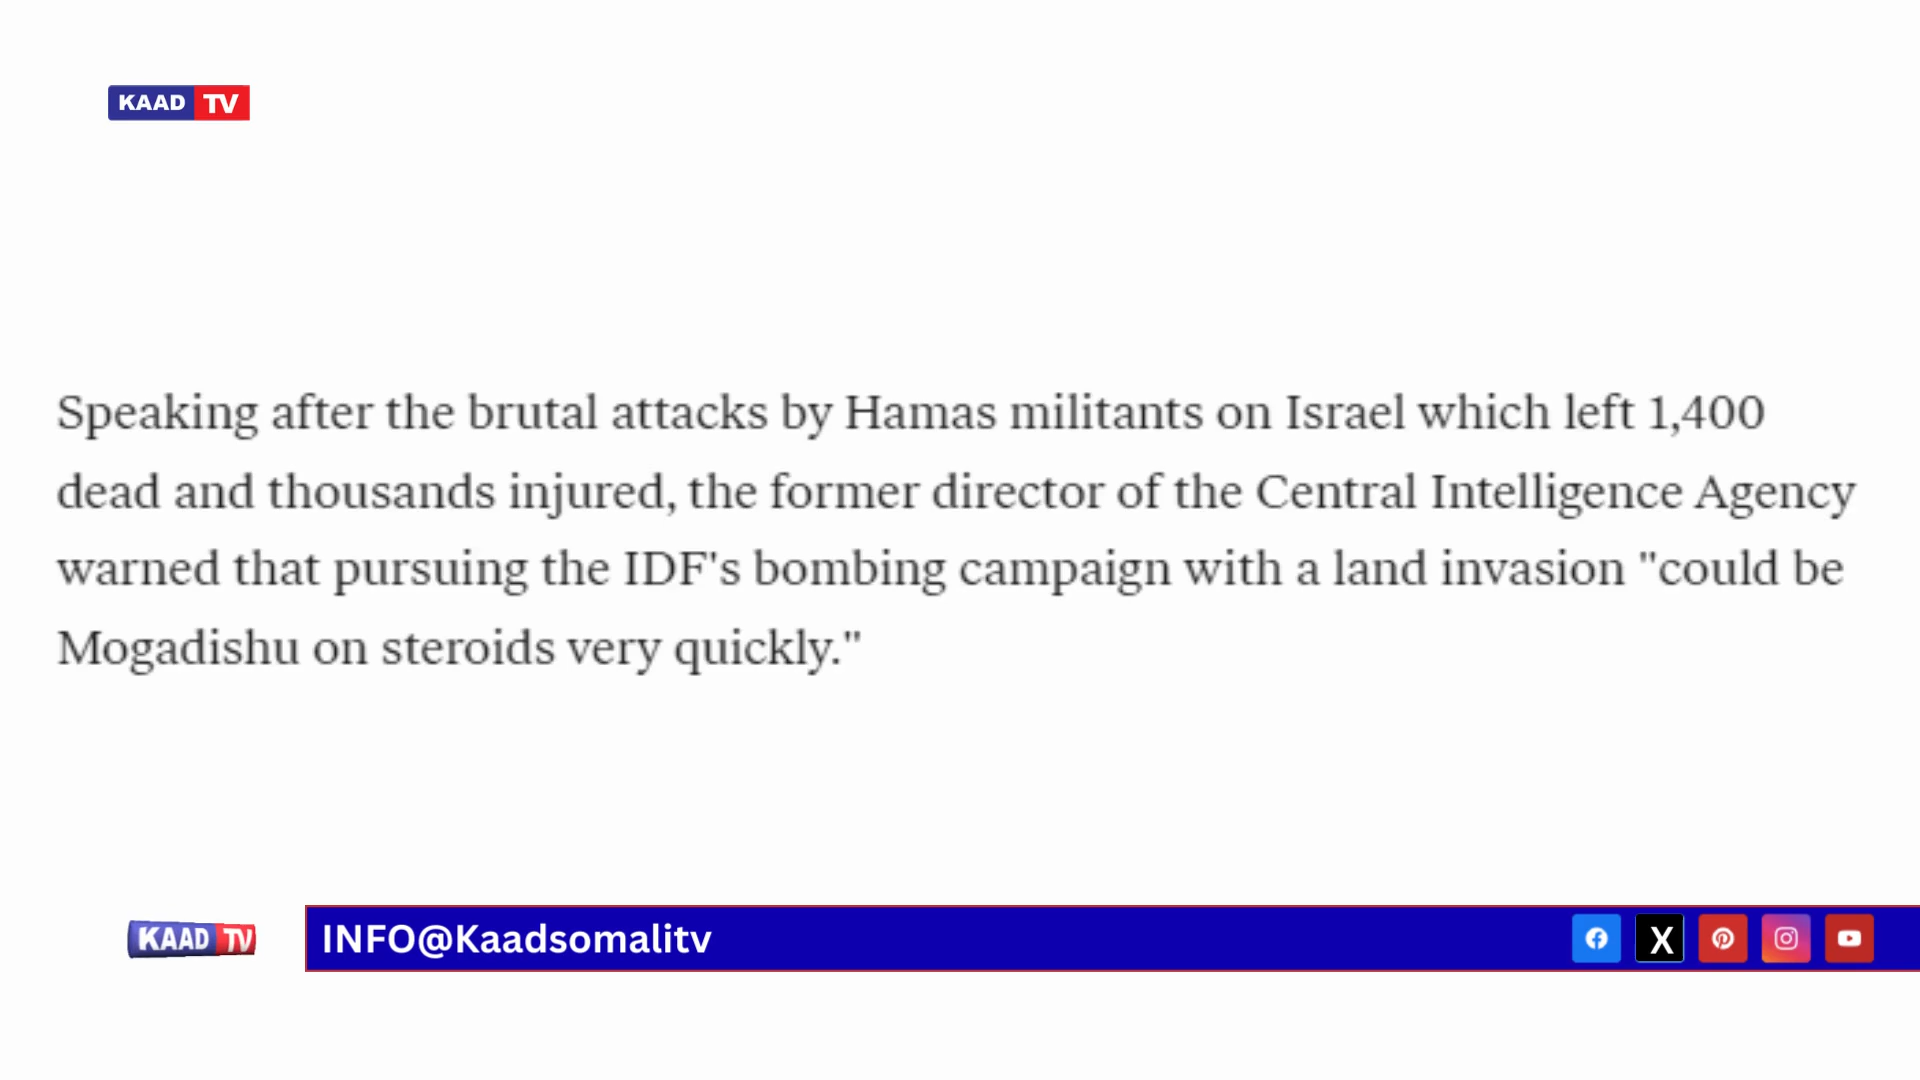 KAAD TV
Speaking after the brutal attacks by Hamas militants on Israel which left 1,400
dead and thousands injured, the former director of the Central Intelligence Agency
warned that pursuing the IDF's bombing campaign with a land invasion "could be
Mogadishu on steroids very quickly."
KAAD TV
INFO@Kaadsomalitv